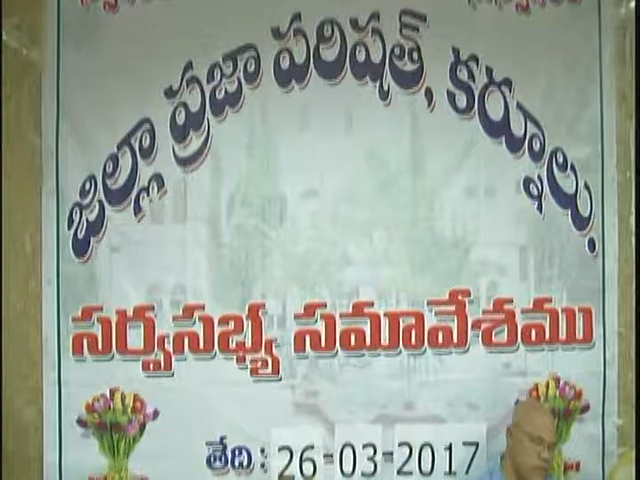 జిల్లా ప్రజా పరిషత్, కర్నూలు.
సర్వసభ్య సమావేశము
తేది: 26-03-2017